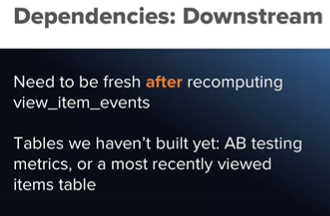 Dependencies: Downstream
Need to be fresh after recomputing
view_item_events
Tables we haven't built yet: AB testing
metrics, or a most recently viewed
items table